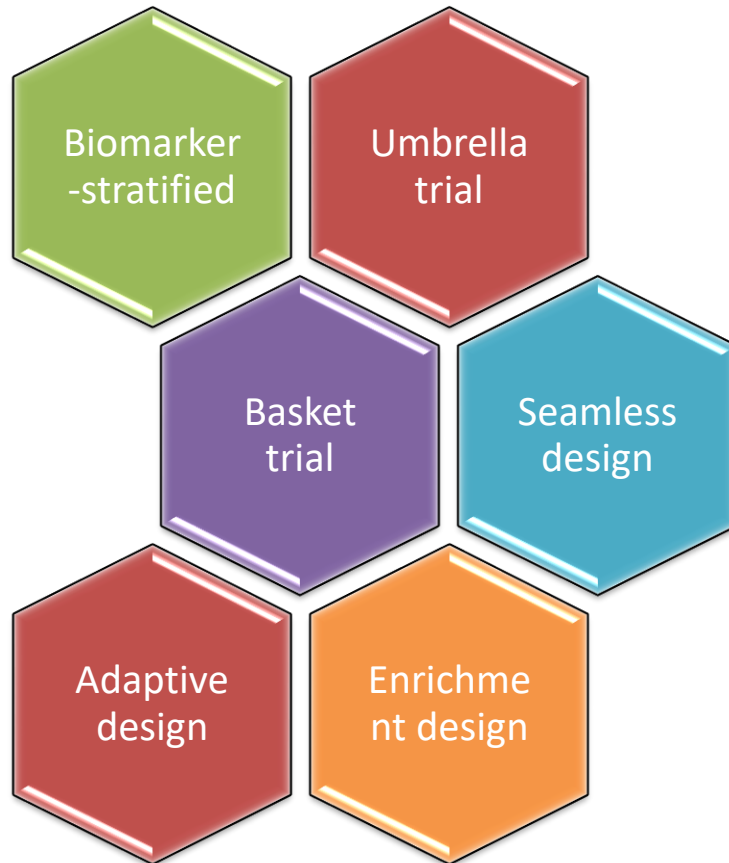 Biomarker
-stratified
Umbrella
trial
Basket
trial
Seamless
design
Adaptive
design
Enrichme
nt design